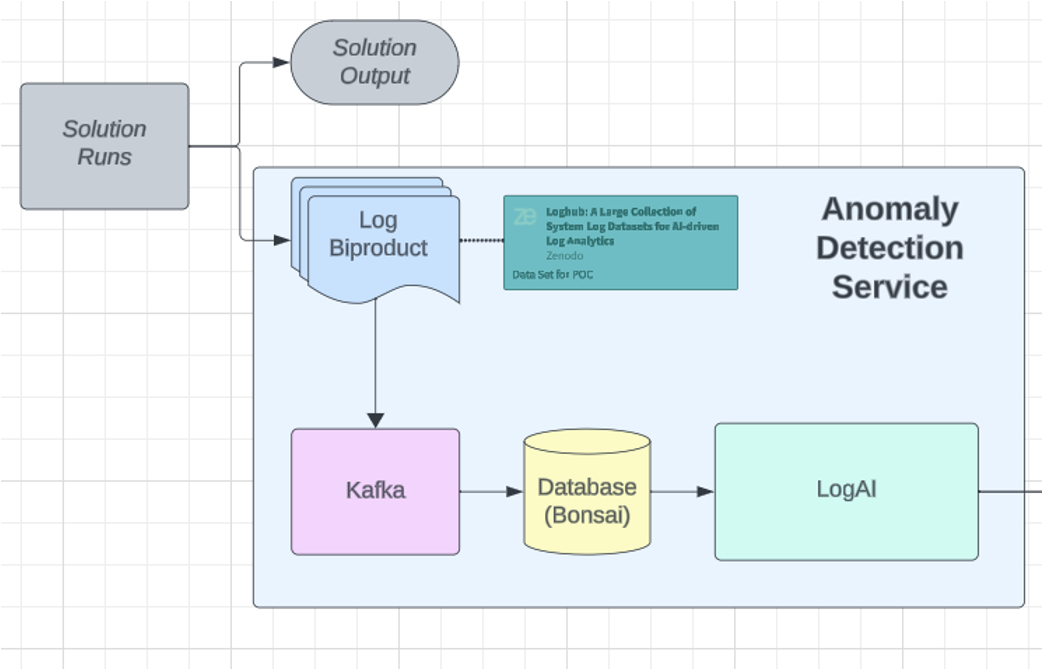 Solution
Output
Solution
Runs
Log
Biproduct
ze
Loghub: A Large Collection of
System Log Datasets for AI-driven
Log Analytics
Zenodo
Data Set for POC
Anomaly
Detection
Service
Kafka
Database
(Bonsai)
LogAI